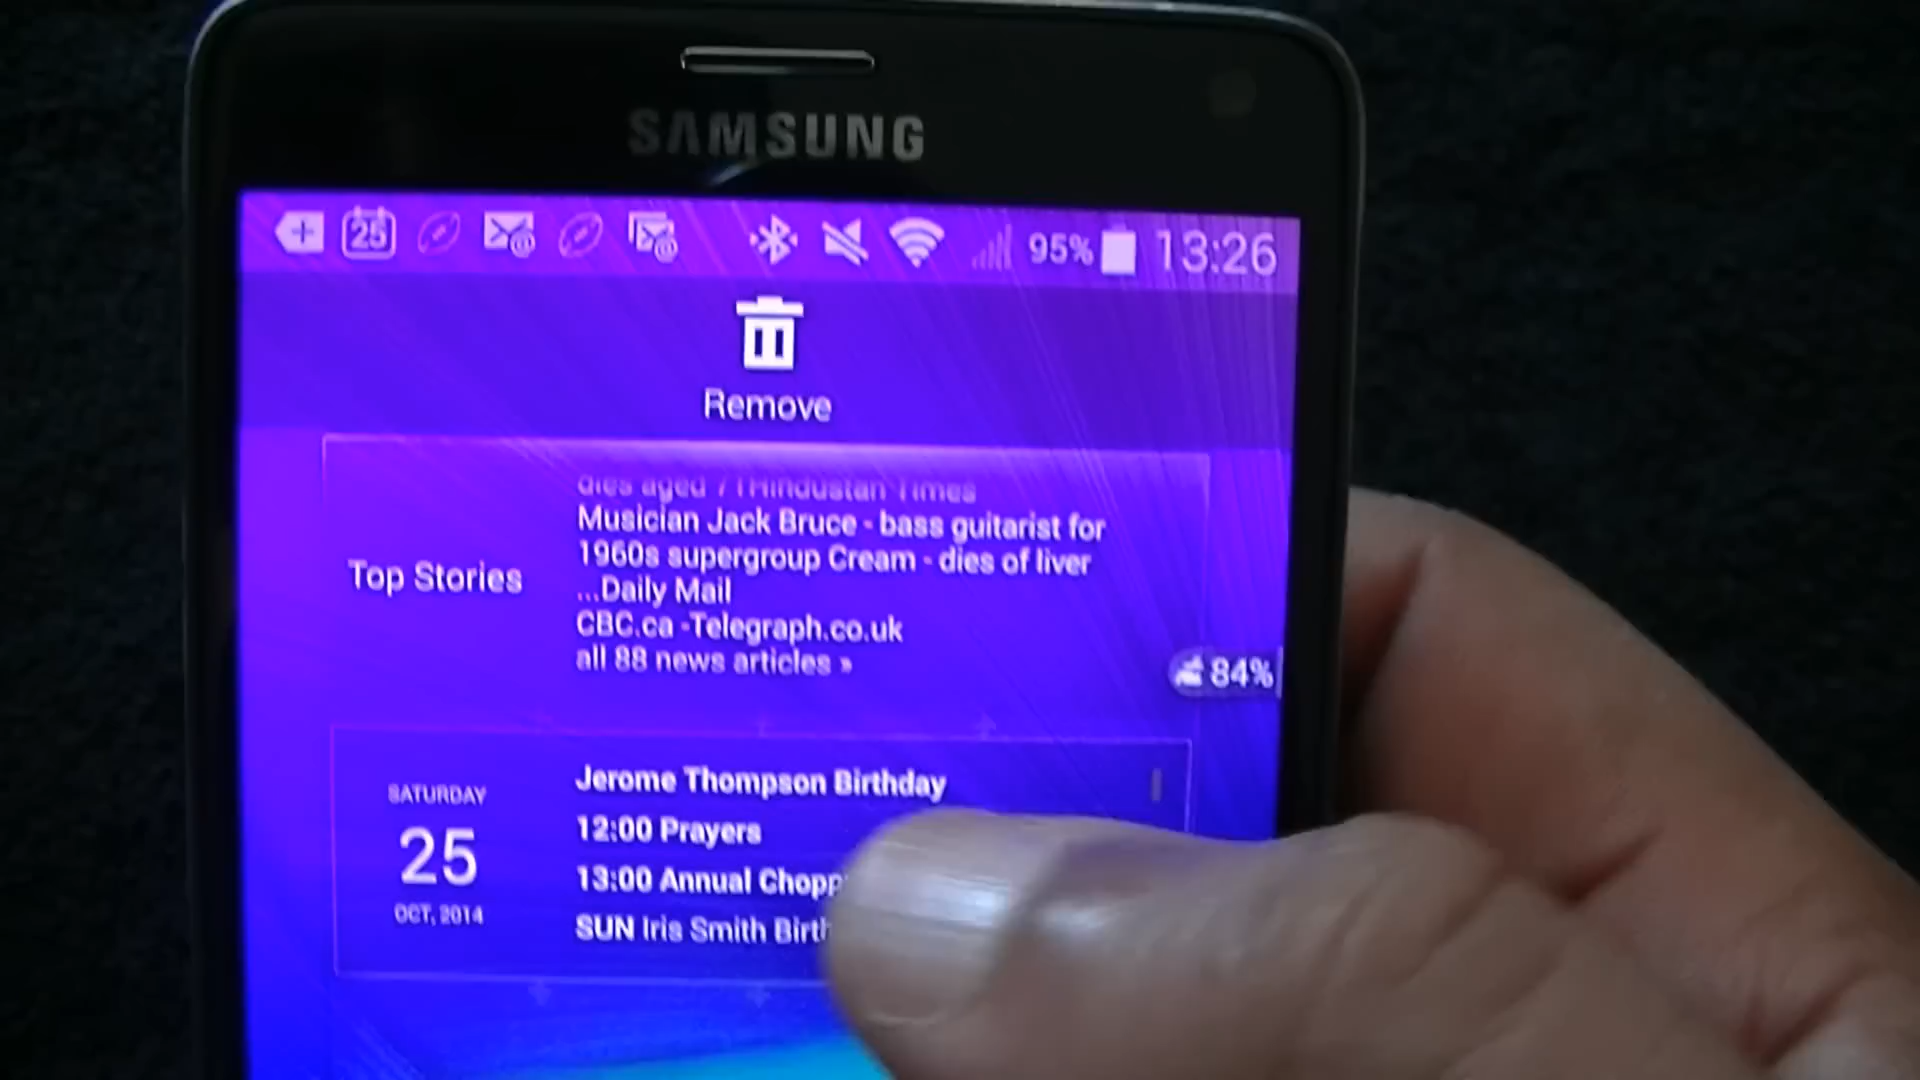 SAMSUNG
25
95%
13:26
Remove
dies aged 71Hindustan Times
Musician Jack Bruce - bass guitarist for
1960s supergroup Cream - dies of liver
...Daily Mail
CBC.ca -Telegraph.co.uk
all 88 news articles »
Top Stories
84%
SATURDAY
25
OCT, 2014
Jerome Thompson Birthday
12:00 Prayers
13:00 Annual Chopp
SUN Iris Smith Birth